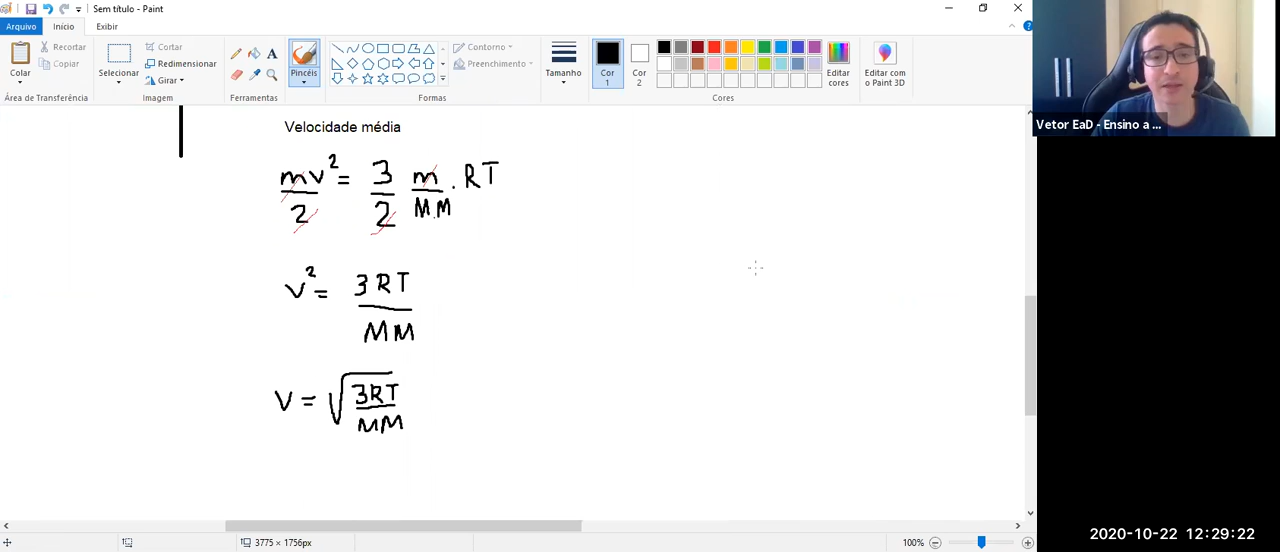 Sem título - Paint
Arquivo Início Exibir
Colar
Recortar
Copiar
Área de Transferência
Selecionar
Cortar
Redimensionar
Girar
Imagem
A
Ferramentas
Pincéis
Contorno
Preenchimento
Formas
Tamanho
Cor 1
Cor 2
Cores
Editar cores
Editar com o Paint 3D
Vetor EaD - Ensino a ...
Velocidade média
mv²/2 = 3/2 m/M.M . RT
v² = 3RT/MM
V = √(3RT/MM)
3775 × 1756px
100%
2020-10-22 12:29:22